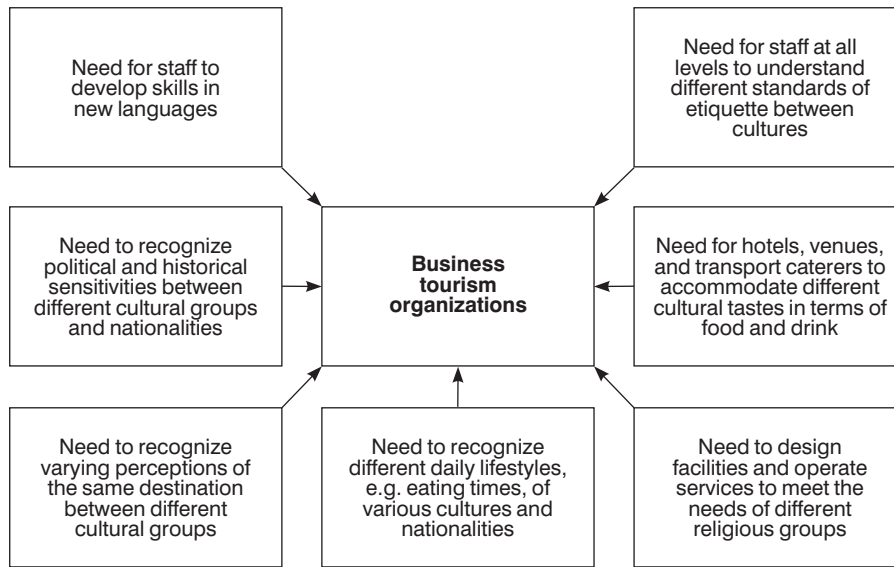 Need for staff to
develop skills in
new languages
Need for staff at all
levels to understand
different standards of
etiquette between
cultures
Need to recognize
political and historical
sensitivities between
different cultural groups
and nationalities
Business
tourism
organizations
Need for hotels, venues,
and transport caterers to
accommodate different
cultural tastes in terms of
food and drink
Need to recognize
varying perceptions of
the same destination
between different
cultural groups
Need to recognize
different daily lifestyles,
e.g. eating times, of
various cultures and
nationalities
Need to design
facilities and operate
services to meet the
needs of different
religious groups